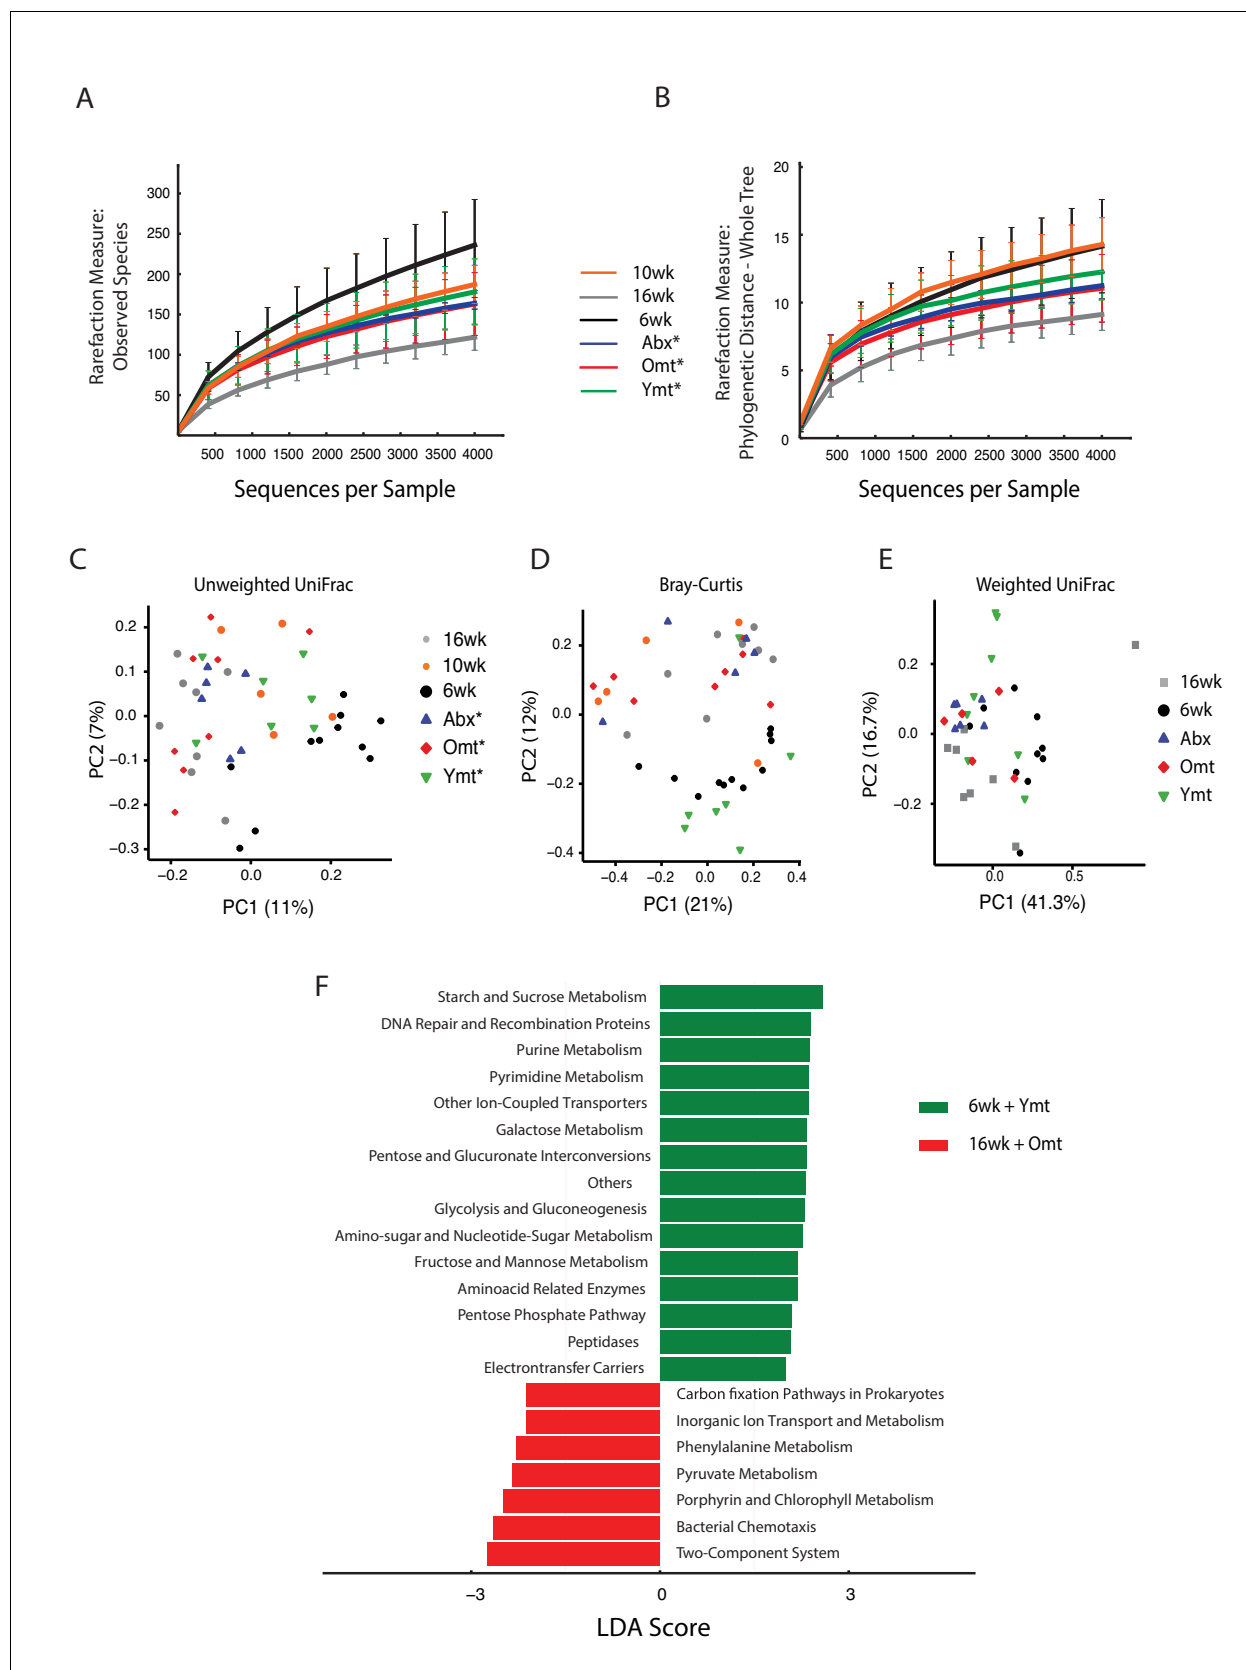 A
B
Rarefaction Measure:
Observed Species
300
250
200
150
100
50
500 1000 1500 2000 2500 3000 3500 4000
Sequences per Sample
10wk
16wk
6wk
Abx*
Omt*
Ymt*
Rarefaction Measure:
Phylogenetic Distance - Whole Tree
20
15
10
5
0
500 1000 1500 2000 2500 3000 3500 4000
Sequences per Sample
C
Unweighted UniFrac
PC2 (7%)
0.2
0.1
0.0
−0.1
−0.2
−0.3
−0.2 0.0 0.2
PC1 (11%)
16wk
10wk
6wk
Abx*
Omt*
Ymt*
D
Bray-Curtis
PC2 (12%)
0.2
0.0
−0.2
−0.4
−0.4 −0.2 0.0 0.2 0.4
PC1 (21%)
E
Weighted UniFrac
PC2 (16.7%)
0.2
0.0
−0.2
0.0 0.5
PC1 (41.3%)
16wk
6wk
Abx
Omt
Ymt
F
Starch and Sucrose Metabolism
DNA Repair and Recombination Proteins
Purine Metabolism
Pyrimidine Metabolism
Other Ion-Coupled Transporters
Galactose Metabolism
Pentose and Glucuronate Interconversions
Others
Glycolysis and Gluconeogenesis
Amino-sugar and Nucleotide-Sugar Metabolism
Fructose and Mannose Metabolism
Aminoacid Related Enzymes
Pentose Phosphate Pathway
Peptidases
Electrontransfer Carriers
Carbon fixation Pathways in Prokaryotes
Inorganic Ion Transport and Metabolism
Phenylalanine Metabolism
Pyruvate Metabolism
Porphyrin and Chlorophyll Metabolism
Bacterial Chemotaxis
Two-Component System
6wk + Ymt
16wk + Omt
−3 0 3
LDA Score